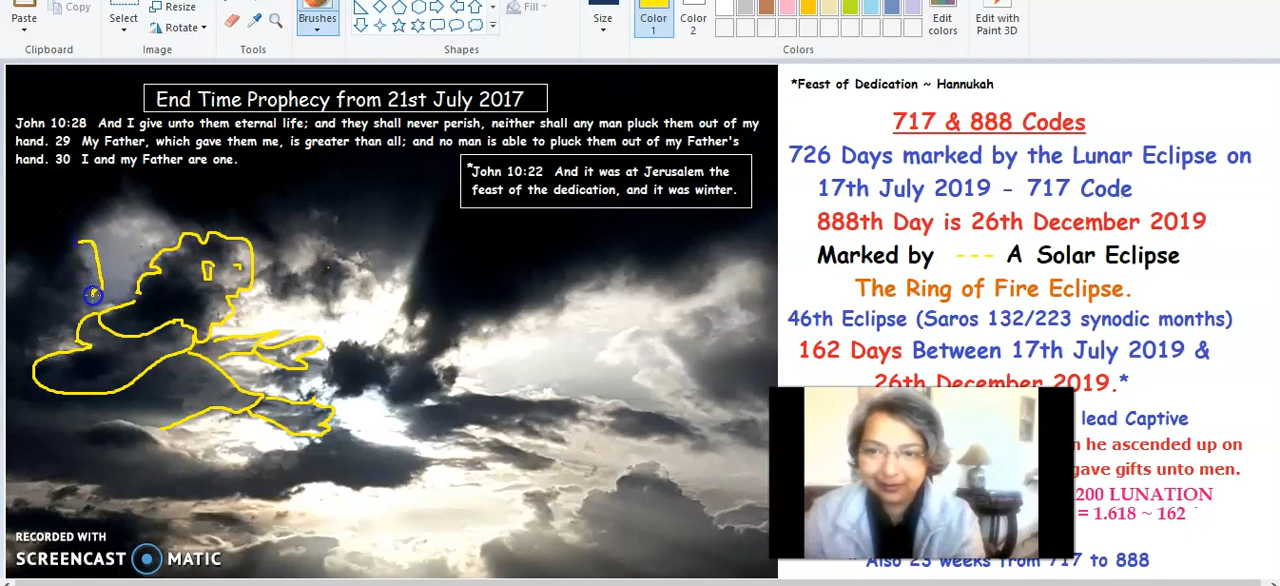 Paste
Copy
Select
Resize
Rotate
Brushes
Fill
Size
Color
1
Color
2
Edit
colors
Edit with
Paint 3D
Clipboard
Image
Tools
Shapes
Colors
End Time Prophecy from 21st July 2017
John 10:28 And I give unto them eternal life; and they shall never perish, neither shall any man pluck them out of my
hand. 29 My Father, which gave them me, is greater than all; and no man is able to pluck them out of my Father's
hand. 30 I and my Father are one.
*John 10:22 And it was at Jerusalem the
feast of the dedication, and it was winter.
RECORDED WITH
SCREENCAST MATIC
*Feast of Dedication ~ Hannukah
717 & 888 Codes
726 Days marked by the Lunar Eclipse on
17th July 2019 - 717 Code
888th Day is 26th December 2019
Marked by --- A Solar Eclipse
The Ring of Fire Eclipse.
46th Eclipse (Saros 132/223 synodic months)
162 Days Between 17th July 2019 &
26th December 2019.*
lead Captive
he ascended up on
gave gifts unto men.
200 LUNATION
= 1.618 ~ 162
* Also 23 weeks from 717 to 888